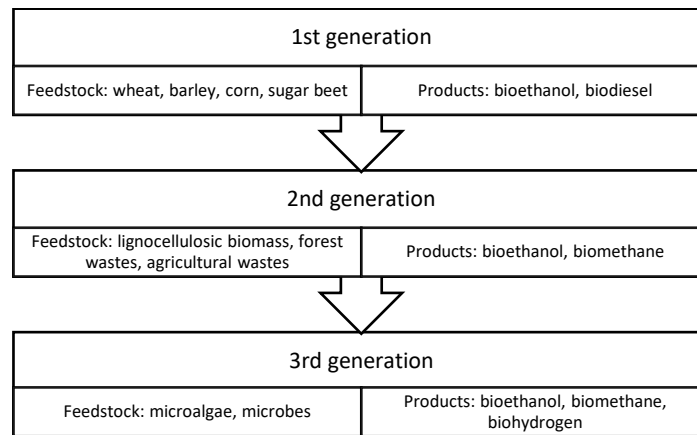 1st generation
Feedstock: wheat, barley, corn, sugar beet
Products: bioethanol, biodiesel
2nd generation
Feedstock: lignocellulosic biomass, forest
wastes, agricultural wastes
Products: bioethanol, biomethane
3rd generation
Feedstock: microalgae, microbes
Products: bioethanol, biomethane,
biohydrogen